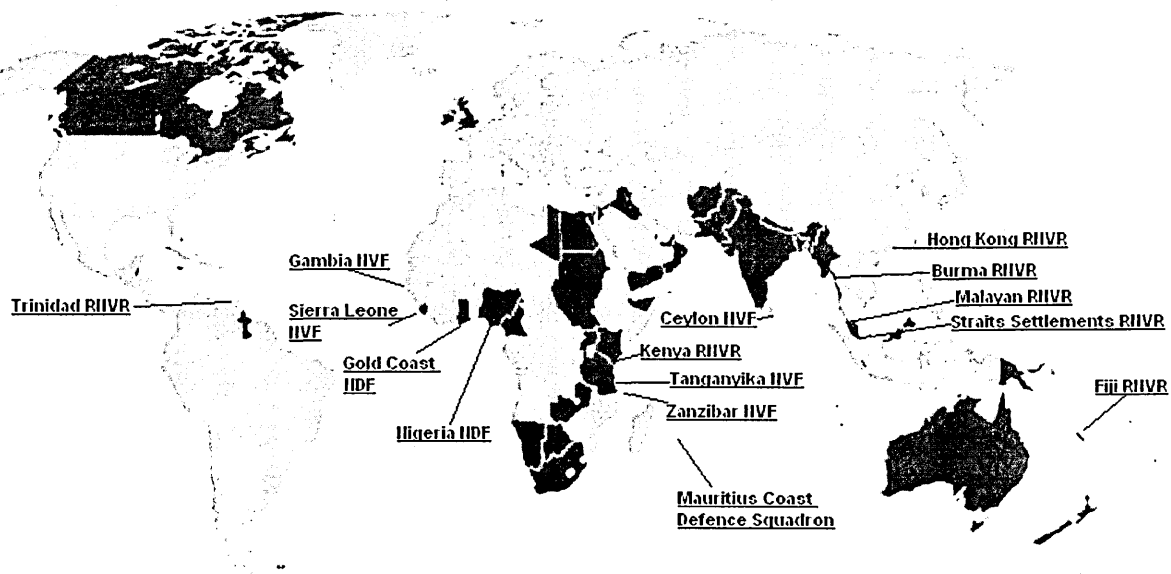 Hong Kong RNVR
Gambia NVF
Burma RNVR
Trinidad RNVR
Sierra Leone
NVF
Malayan RNVR
Ceylon NVF
Straits Settlements RNVR
Gold Coast
NDF
Kenya RNVR
Tanganyika NVF
Fiji RNVR
Zanzibar NVF
Nigeria NDF
Mauritius Coast
Defence Squadron